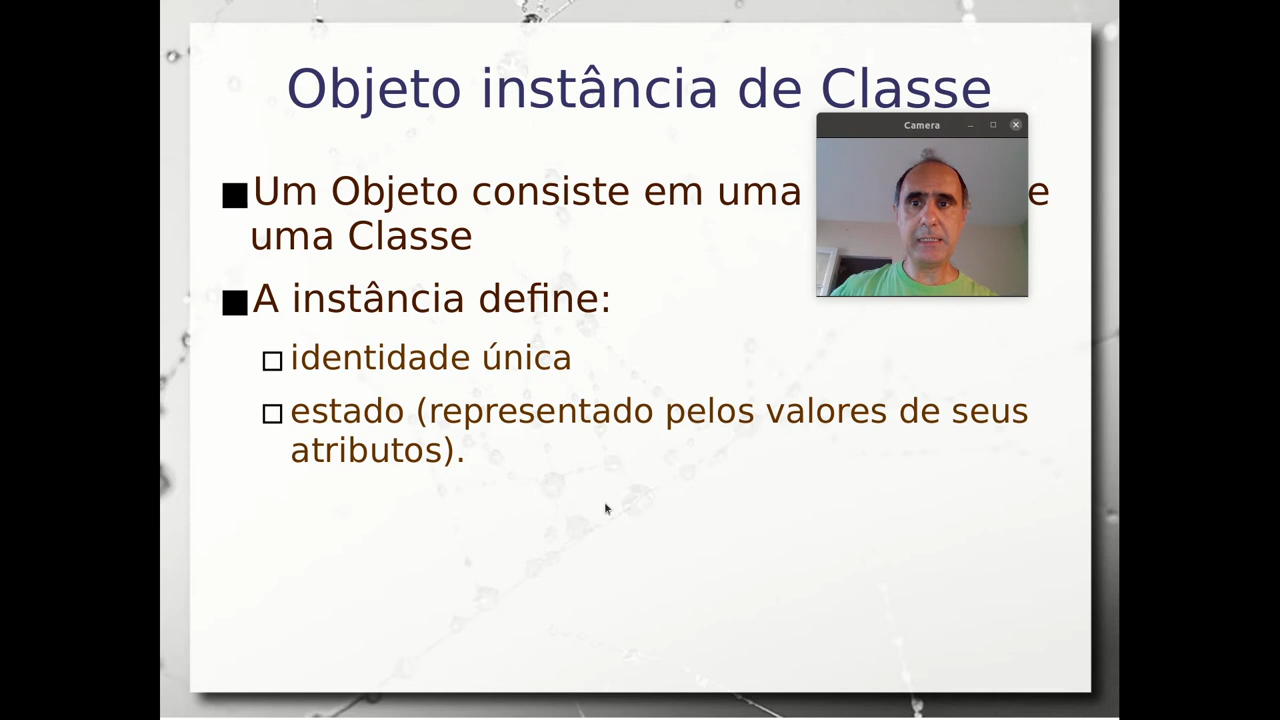 Objeto instância de Classe
Camera
Um Objeto consiste em uma e
uma Classe
A instância define:
identidade única
estado (representado pelos valores de seus
atributos).